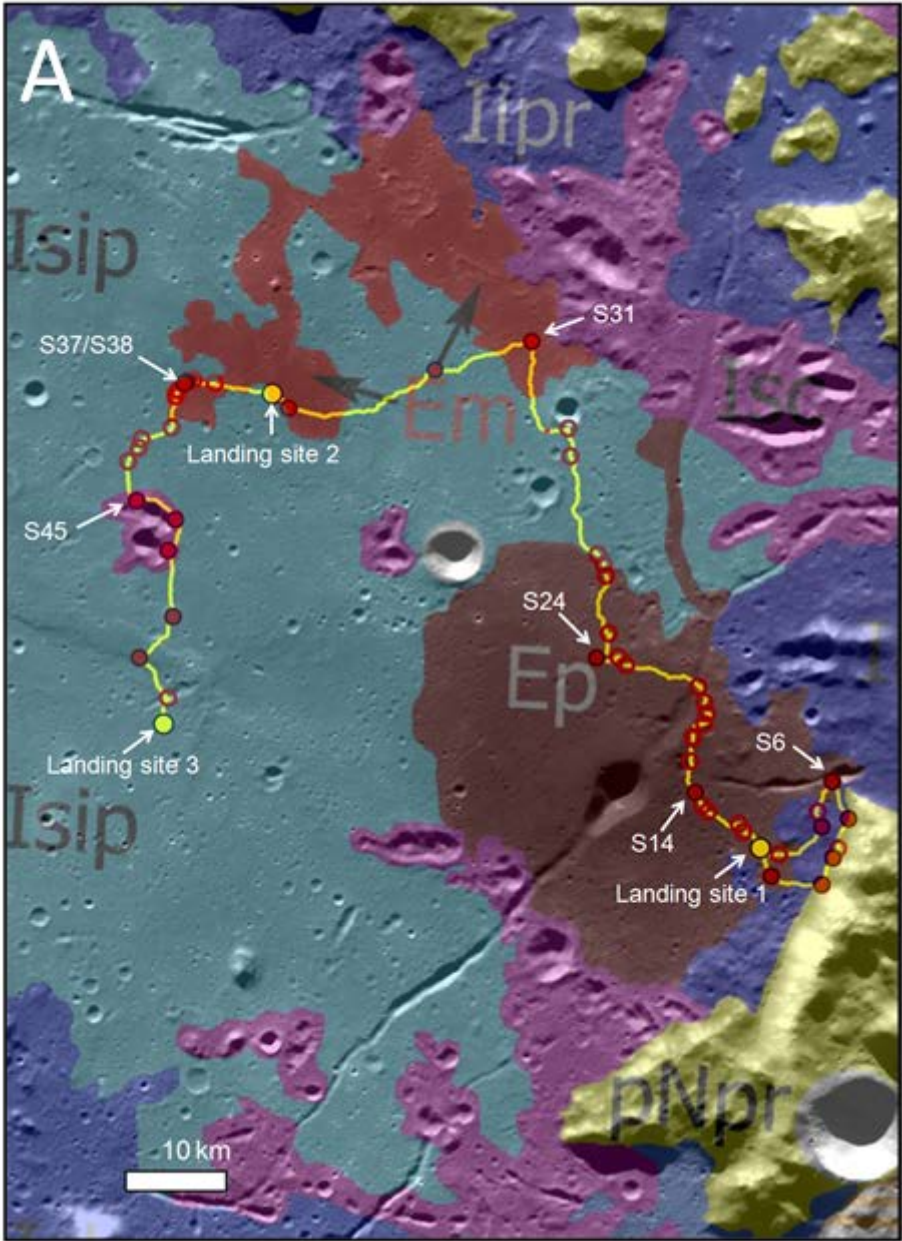 A
Iipr
Isip
S31
S37/S38
Isc
Em
Landing site 2
S45
S24
Ep
I
S6
Landing site 3
Isip
S14
Landing site 1
pNpr
10 km